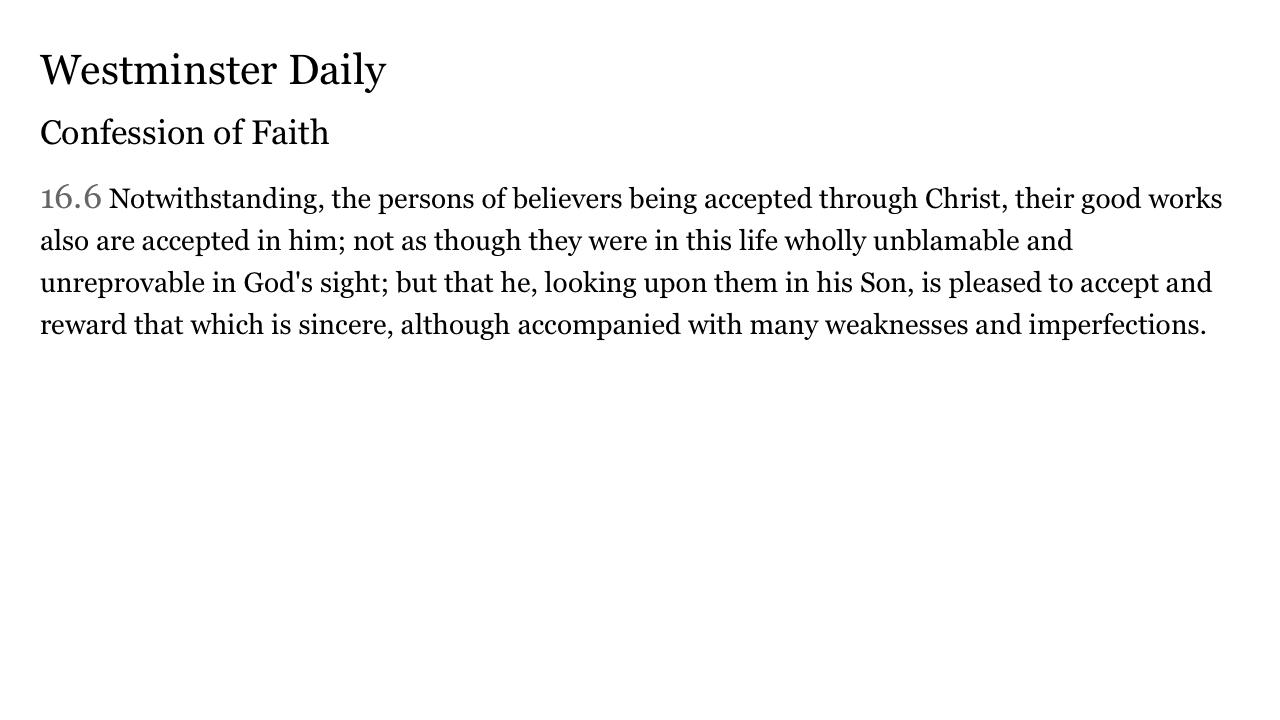 Westminster Daily
Confession of Faith
16.6 Notwithstanding, the persons of believers being accepted through Christ, their good works
also are accepted in him; not as though they were in this life wholly unblamable and
unreprovable in God's sight; but that he, looking upon them in his Son, is pleased to accept and
reward that which is sincere, although accompanied with many weaknesses and imperfections.